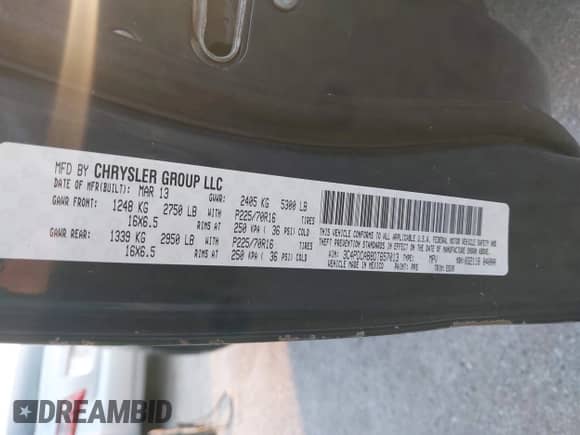 MFD BY CHRYSLER GROUP LLC
DATE OF MFR(BUILT): MAR 13 GVWR: 2405 KG 5300 LB
GAWR FRONT: 1248 KG 2750 LB WITH P225/70R16 TIRES
16X6.5 RIMS AT 250 KPA ( 36 PSI) COLD
GAWR REAR: 1339 KG 2950 LB WITH P225/70R16 TIRES
16X6.5 RIMS AT 250 KPA ( 36 PSI) COLD
THIS VEHICLE CONFORMS TO ALL APPLICABLE U.S.A. FEDERAL MOTOR VEHICLE SAFETY AND
THEFT PREVENTION STANDARDS IN EFFECT ON THE DATE OF MANUFACTURE SHOWN ABOVE.
VIN: TYPE: MPV
VEHICLE MADE IN MEXICO PAINT: TRIM:
DREAMBID